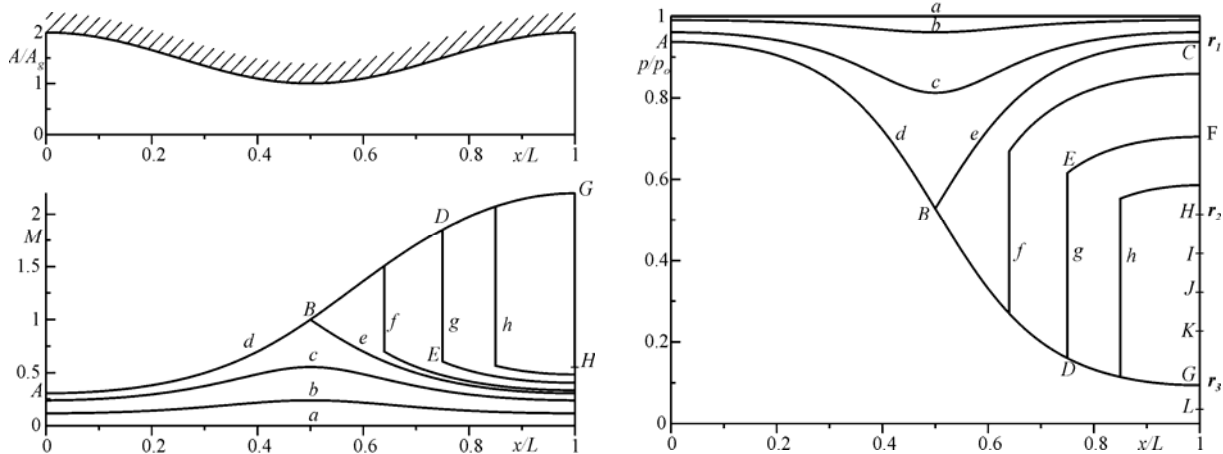 2
A/A_g
1
0
0 0.2 0.4 0.6 0.8 x/L 1
2
M
1.5
1
0.5
0
A
B
D
G
E
H
d
e
f
g
h
c
b
a
0 0.2 0.4 0.6 0.8 x/L 1
1
A
p/p_o
0.8
0.6
0.4
0.2
0
a
b
c
d
e
B
f
g
h
E
D
C
F
H
I
J
K
G
L
r_1
r_2
r_3
0 0.2 0.4 0.6 0.8 x/L 1